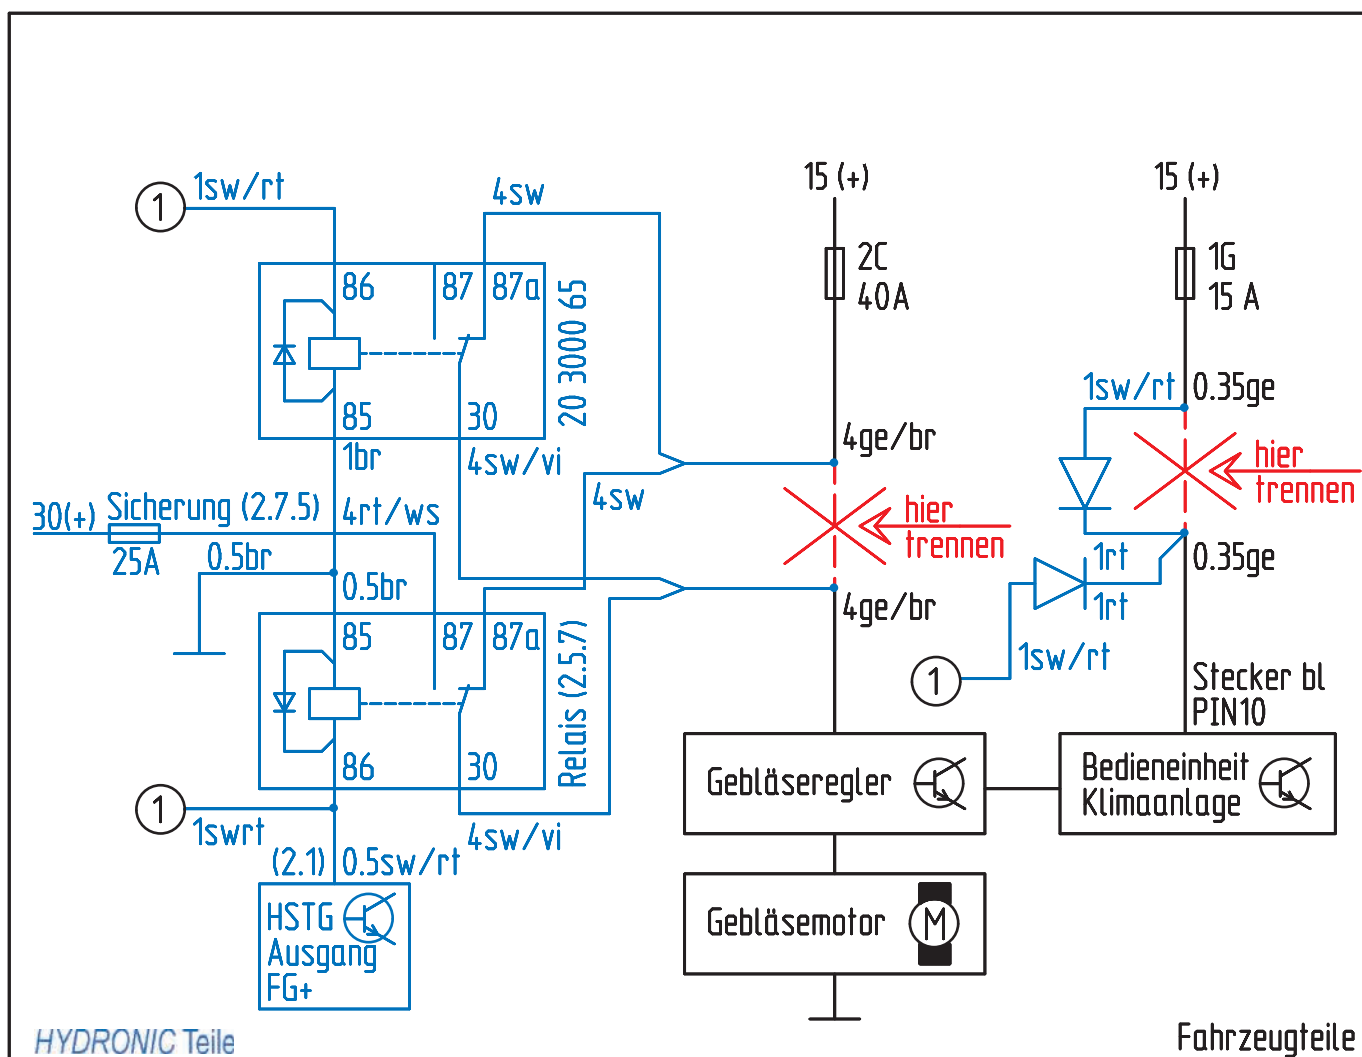 1
1sw/rt
4sw
86
87
87a
85
30
20 3000 65
1br
4sw/vi
4sw
30(+)
Sicherung (2.7.5)
25A
4rt/ws
0.5br
0.5br
85
87
87a
86
30
Relais (2.5.7)
1
1swrt
4sw/vi
(2.1)
0.5sw/rt
HSTG
Ausgang
FG+
15 (+)
2C
40A
4ge/br
hier
trennen
4ge/br
Gebläseregler
Gebläsemotor
M
15 (+)
1G
15 A
1sw/rt
0.35ge
hier
trennen
0.35ge
1rt
1rt
1
1sw/rt
Stecker bl
PIN10
Bedieneinheit
Klimaanlage
HYDRONIC Teile
Fahrzeugteile